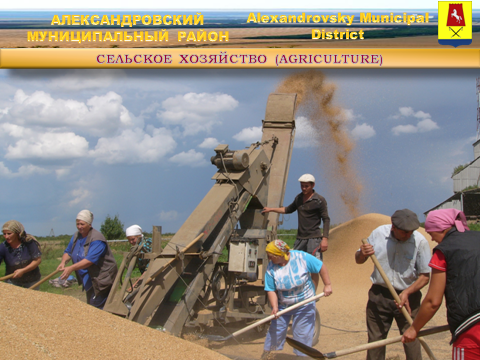 АЛЕКСАНДРОВСКИЙ
МУНИЦИПАЛЬНЫЙ РАЙОН
Alexandrovsky Municipal
District
СЕЛЬСКОЕ ХОЗЯЙСТВО (AGRICULTURE)